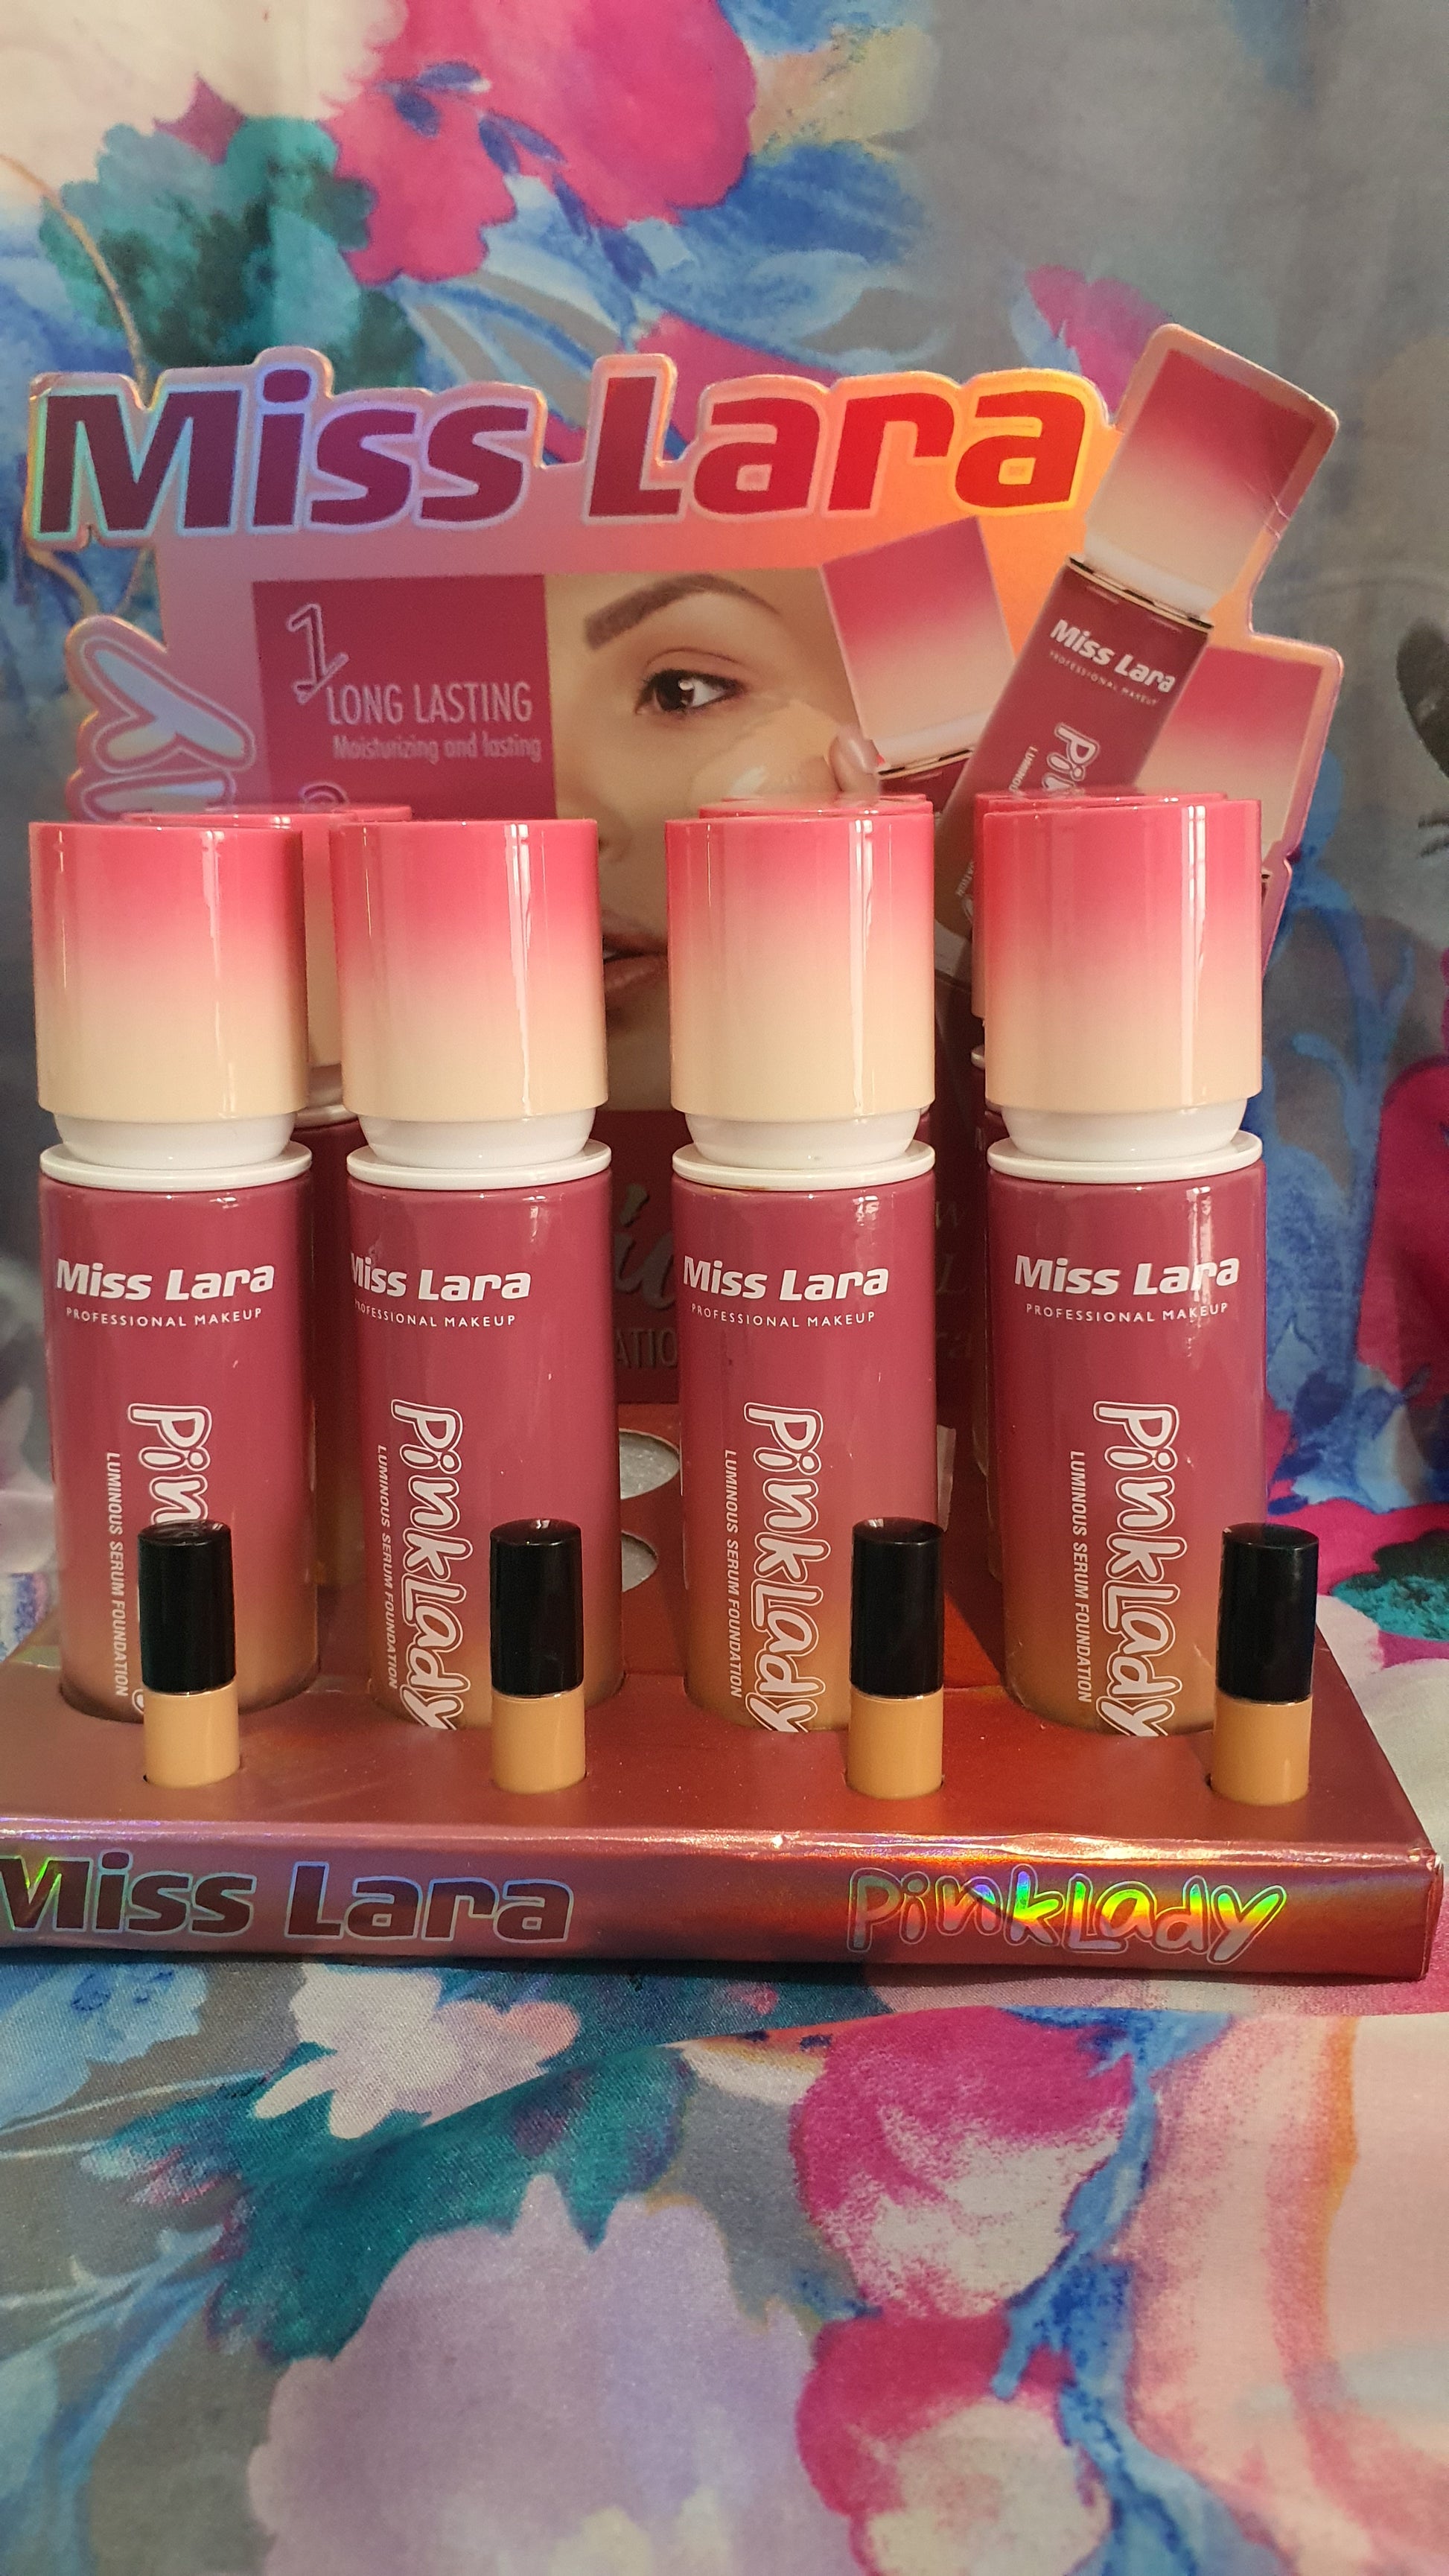 Miss Lara
1
LONG LASTING
Moisturizing and lasting
Miss Lara
PROFESSIONAL MAKEUP
Miss Lara
PROFESSIONAL MAKEUP
Pin
LUMINOUS SERUM FOUNDATION
Miss Lara
PROFESSIONAL MAKEUP
PinkLady
LUMINOUS SERUM FOUNDATION
Miss Lara
PROFESSIONAL MAKEUP
PinkLady
LUMINOUS SERUM FOUNDATION
Miss Lara
PROFESSIONAL MAKEUP
PinkLady
LUMINOUS SERUM FOUNDATION
Miss Lara
PinkLady